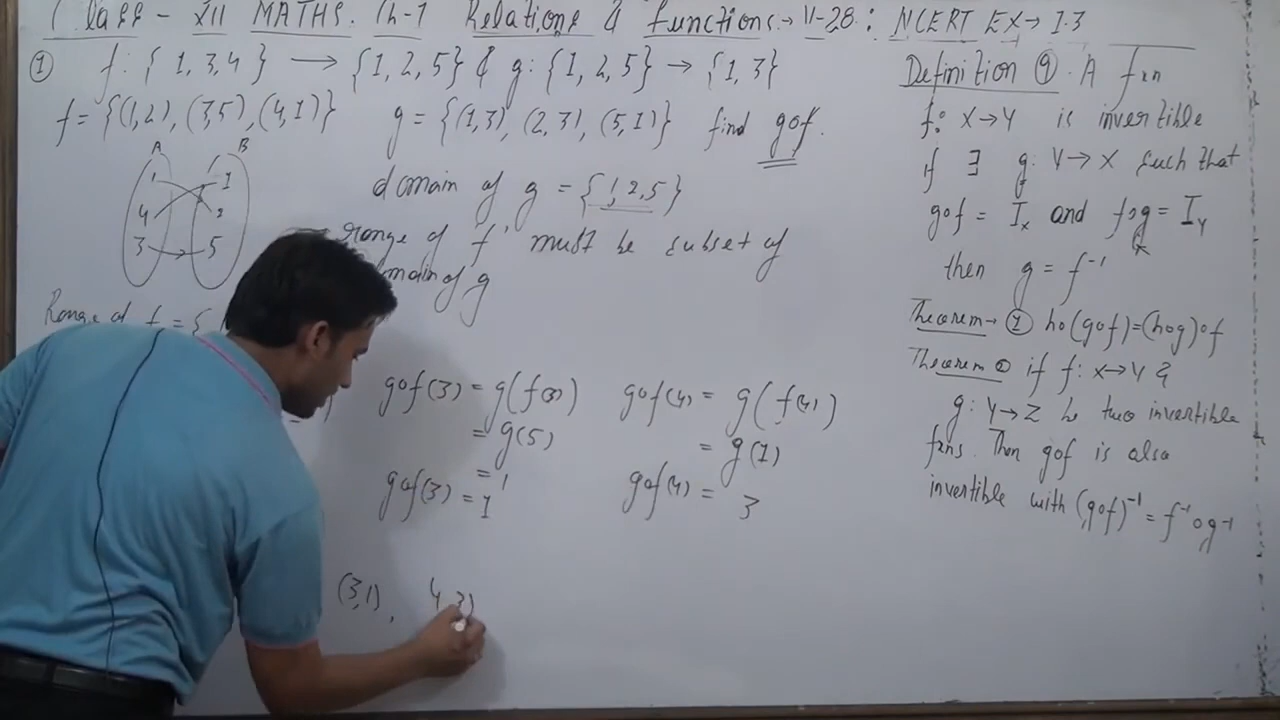 Class - XII MATHS. Ch-1 Relations & functions → V-28: NCERT EX → 1.3
① f: {1, 3, 4} → {1, 2, 5} & g: {1, 2, 5} → {1, 3}
f = {(1,2), (3,5), (4,1)} g = {(1,3), (2,3), (5,1)} find gof.
A B
1 1
4 2
3 5
domain of g = {1,2,5}
range of 'f' must be subset of
main of g
Range of f = {
gof(3) = g(f(3)) gof(4) = g(f(4))
= g(5) = g(1)
= 1
gof(3) = 1 gof(4) = 3
(3,1), 4,3)
Definition ⑨. A fxn
f: X→Y is invertible
if ∃ g: Y→X such that
gof = Ix and fog = Iy
then g = f⁻¹
Theorem → ① ho(gof)=(hog)of
Theorem ② if f: X→Y &
g: Y→Z be two invertible
fxns. Then gof is also
invertible with (gof)⁻¹ = f⁻¹og⁻¹